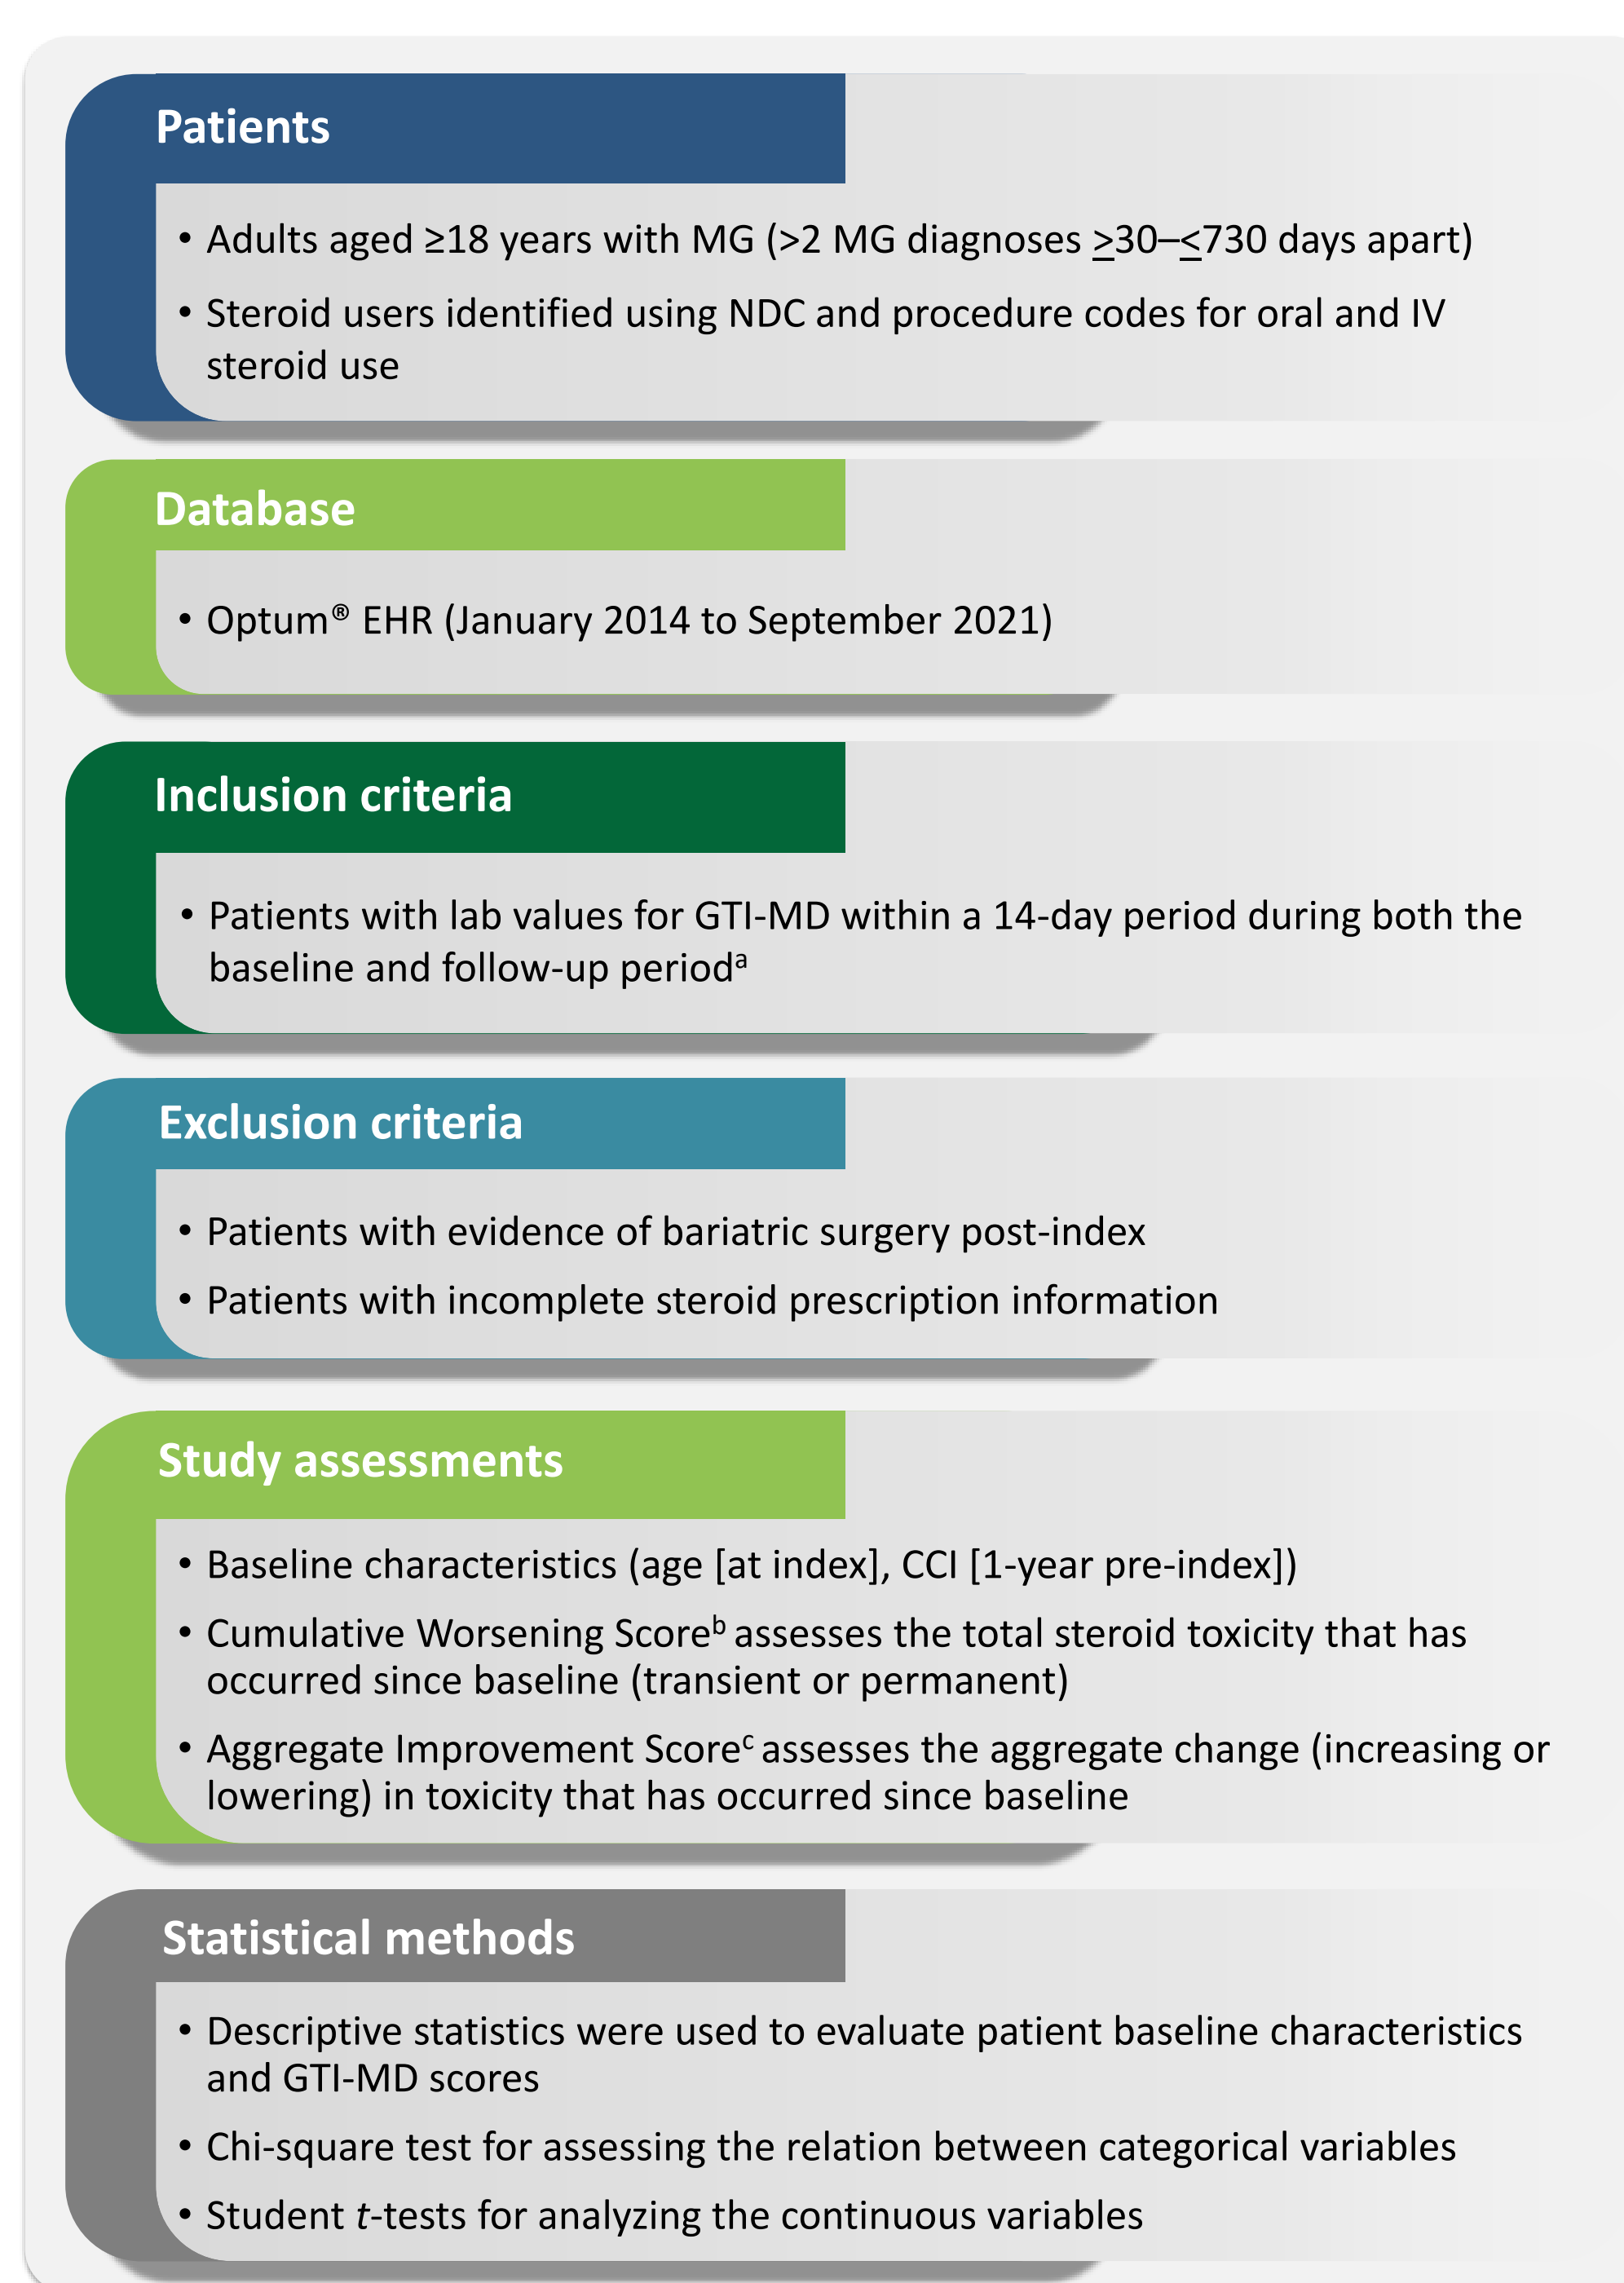 Patients
• Adults aged ≥18 years with MG (>2 MG diagnoses ≥30–≤730 days apart)
• Steroid users identified using NDC and procedure codes for oral and IV
steroid use
Database
• Optum® EHR (January 2014 to September 2021)
Inclusion criteria
• Patients with lab values for GTI-MD within a 14-day period during both the
baseline and follow-up periodᵃ
Exclusion criteria
• Patients with evidence of bariatric surgery post-index
• Patients with incomplete steroid prescription information
Study assessments
• Baseline characteristics (age [at index], CCI [1-year pre-index])
• Cumulative Worsening Scoreᵇ assesses the total steroid toxicity that has
occurred since baseline (transient or permanent)
• Aggregate Improvement Scoreᶜ assesses the aggregate change (increasing or
lowering) in toxicity that has occurred since baseline
Statistical methods
• Descriptive statistics were used to evaluate patient baseline characteristics
and GTI-MD scores
• Chi-square test for assessing the relation between categorical variables
• Student t-tests for analyzing the continuous variables